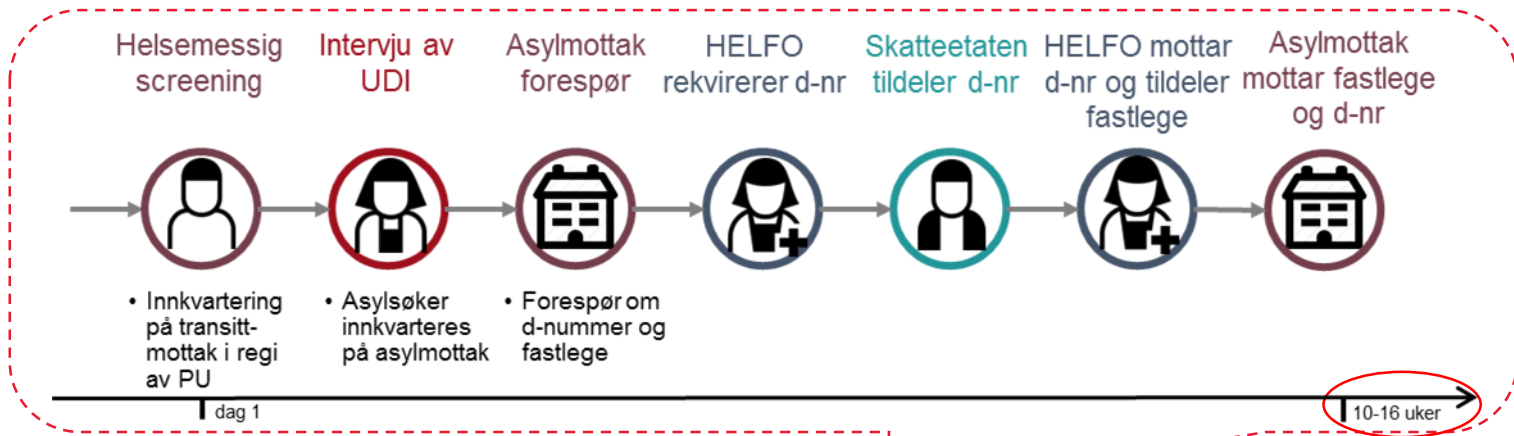 Helsemessig
screening
Intervju av
UDI
Asylmottak
forespør
HELFO
rekvirerer d-nr
Skatteetaten
tildeler d-nr
HELFO mottar
d-nr og tildeler
fastlege
Asylmottak
mottar fastlege
og d-nr
• Innkvartering
på transitt-
mottak i regi
av PU
• Asylsøker
innkvarteres
på asylmottak
• Forespør om
d-nummer og
fastlege
dag 1
10-16 uker